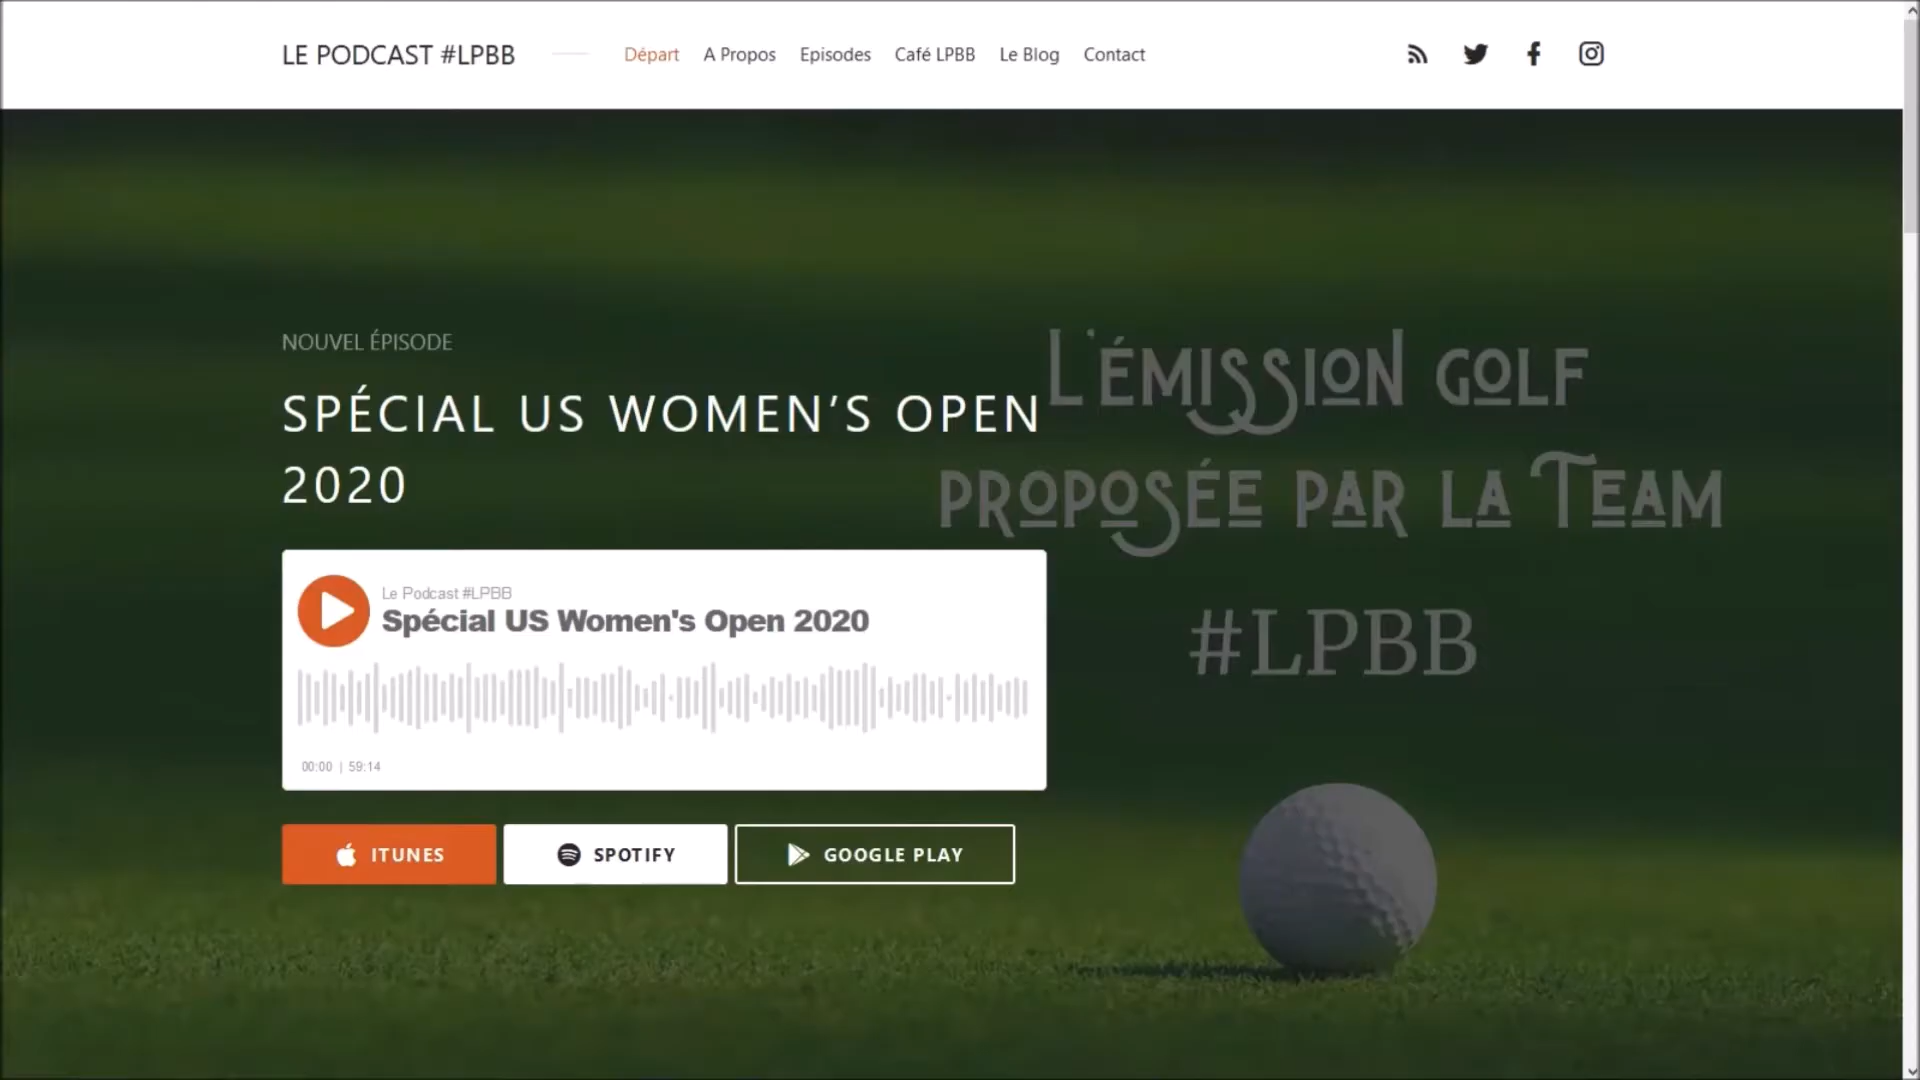 LE PODCAST #LPBB
Départ
A Propos
Episodes
Café LPBB
Le Blog
Contact
NOUVEL ÉPISODE
SPÉCIAL US WOMEN’S OPEN
2020
Le Podcast #LPBB
Spécial US Women's Open 2020
00:00 | 59:14
ITUNES
SPOTIFY
GOOGLE PLAY
L'ÉMISSION GOLF
PROPOSÉE PAR LA TEAM
#LPBB